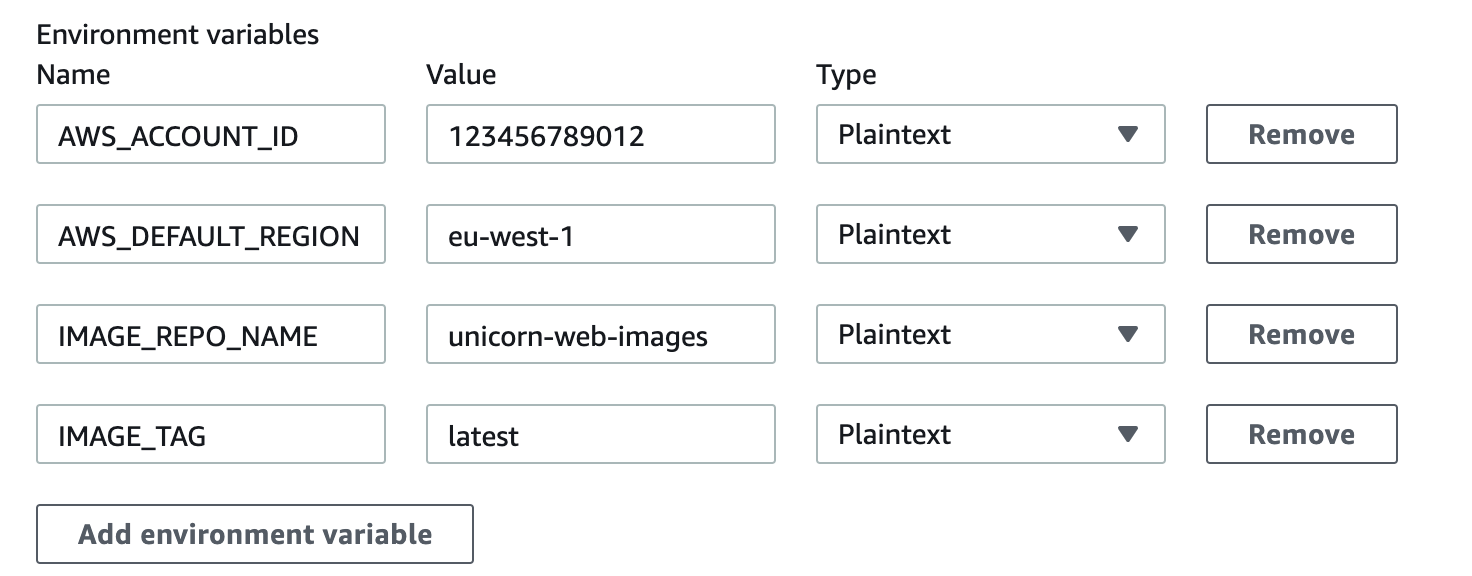 Environment variables
Name Value Type
AWS_ACCOUNT_ID 123456789012 Plaintext Remove
AWS_DEFAULT_REGION eu-west-1 Plaintext Remove
IMAGE_REPO_NAME unicorn-web-images Plaintext Remove
IMAGE_TAG latest Plaintext Remove
Add environment variable